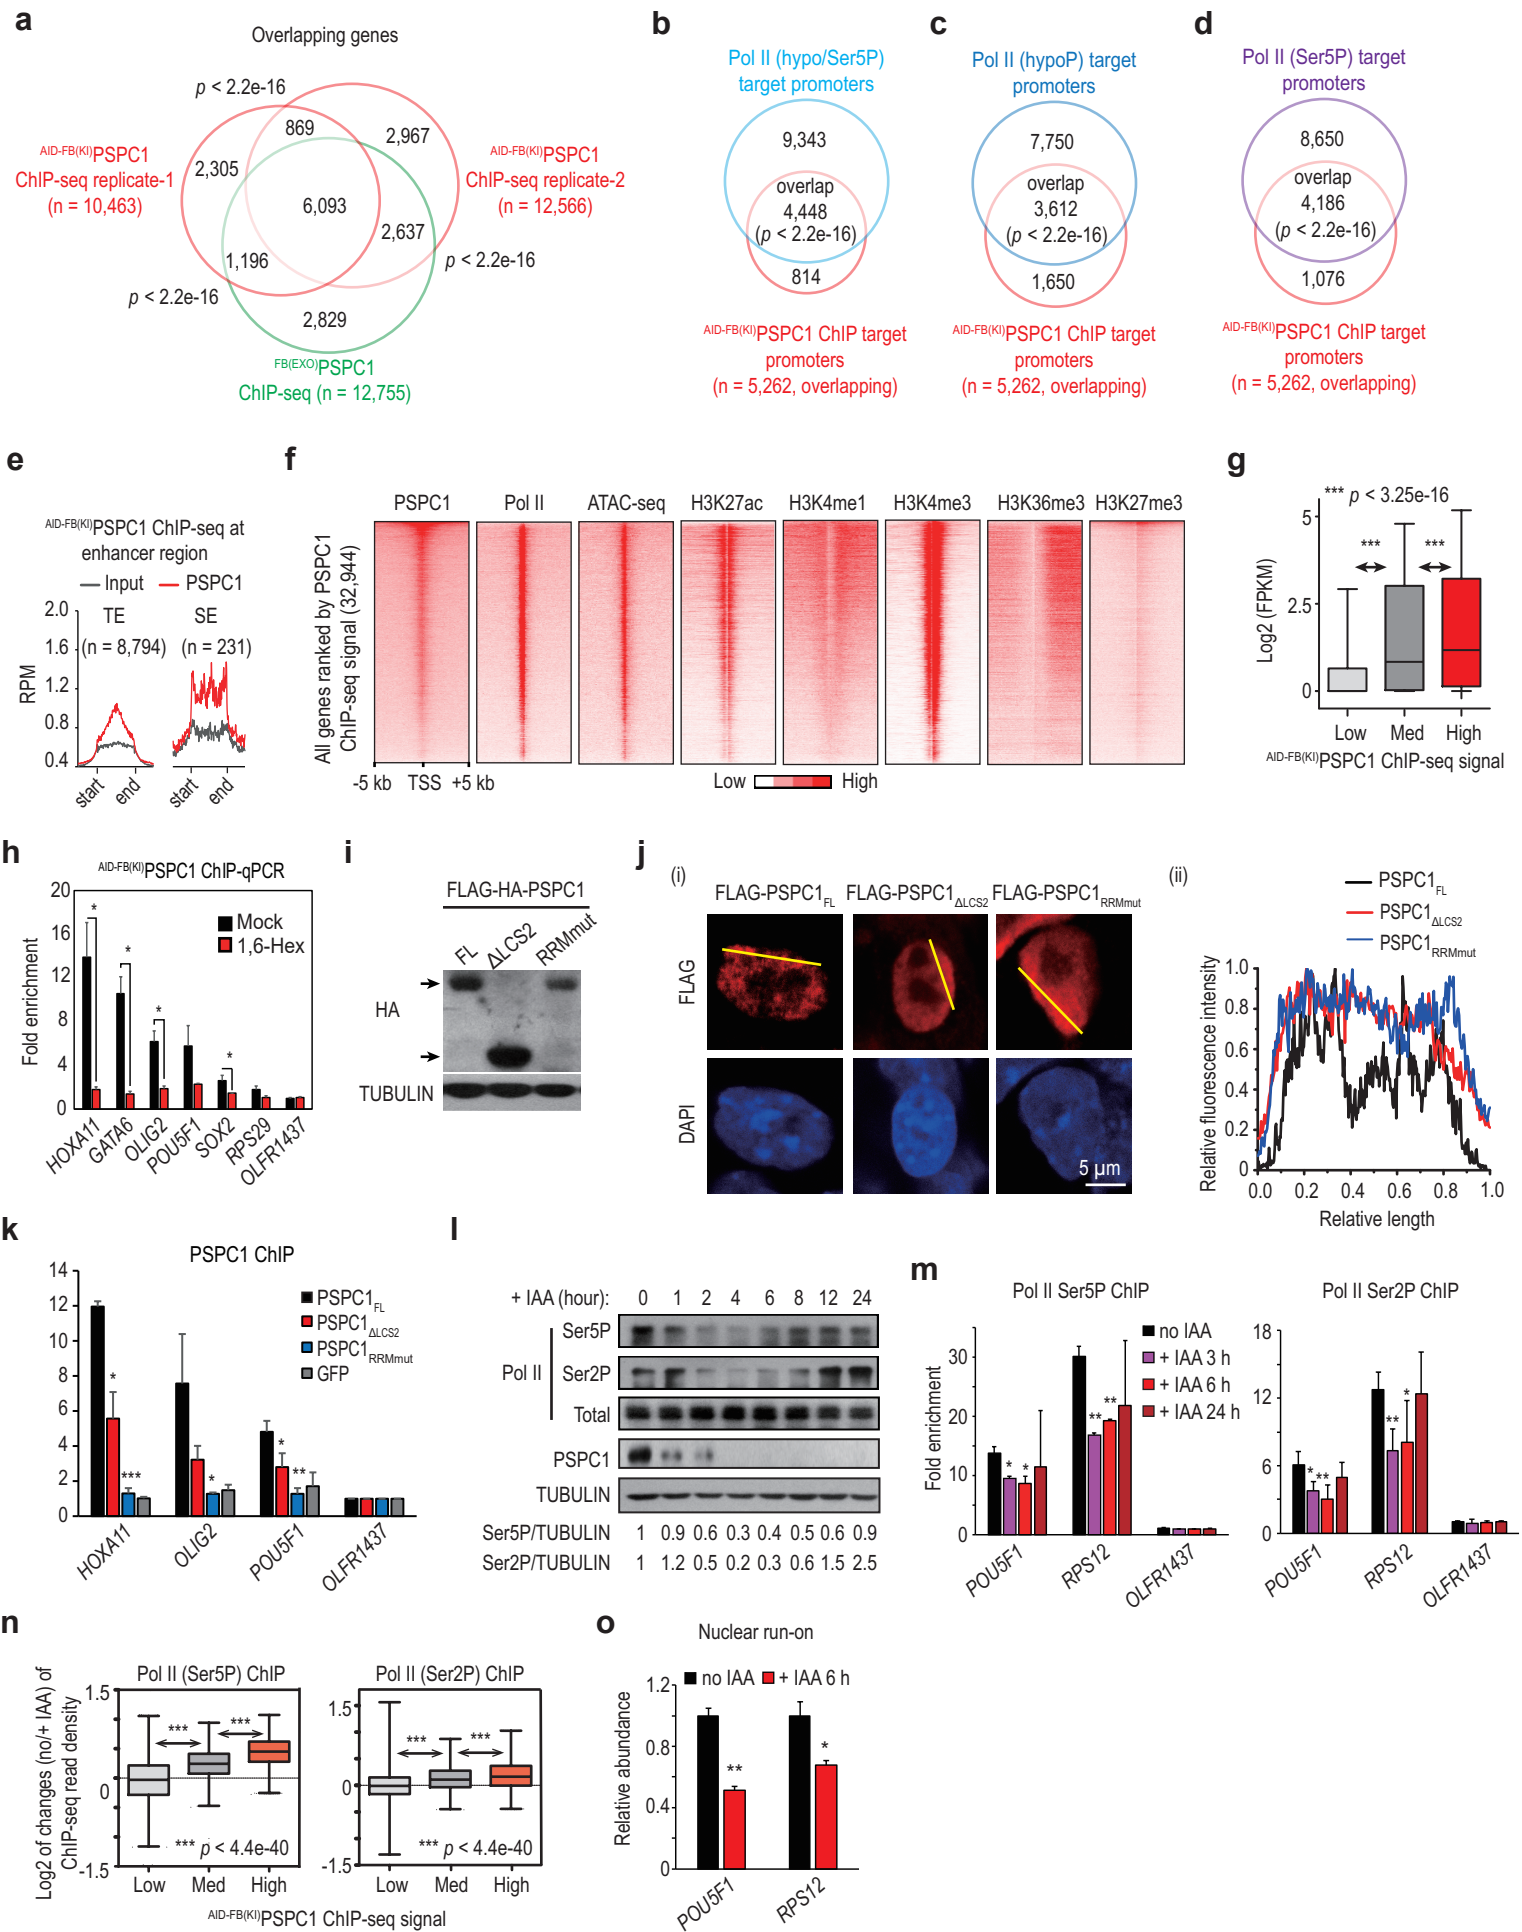 a
Overlapping genes
p < 2.2e-16
869
2,967
AID-FB(KI)PSPC1
ChIP-seq replicate-1
(n = 10,463)
2,305
AID-FB(KI)PSPC1
ChIP-seq replicate-2
(n = 12,566)
6,093
2,637
1,196
p < 2.2e-16
p < 2.2e-16
2,829
FB(EXO)PSPC1
ChIP-seq (n = 12,755)
b
Pol II (hypo/Ser5P)
target promoters
9,343
overlap
4,448
(p < 2.2e-16)
814
AID-FB(KI)PSPC1 ChIP target
promoters
(n = 5,262, overlapping)
c
Pol II (hypoP) target
promoters
7,750
overlap
3,612
(p < 2.2e-16)
1,650
AID-FB(KI)PSPC1 ChIP target
promoters
(n = 5,262, overlapping)
d
Pol II (Ser5P) target
promoters
8,650
overlap
4,186
(p < 2.2e-16)
1,076
AID-FB(KI)PSPC1 ChIP target
promoters
(n = 5,262, overlapping)
e
AID-FB(KI)PSPC1 ChIP-seq at
enhancer region
Input PSPC1
TE SE
(n = 8,794) (n = 231)
RPM
2.0
1.6
1.2
0.8
0.4
start end start end
f
PSPC1 Pol II ATAC-seq H3K27ac H3K4me1 H3K4me3 H3K36me3 H3K27me3
All genes ranked by PSPC1
ChIP-seq signal (32,944)
-5 kb TSS +5 kb
Low High
g
*** p < 3.25e-16
*** ***
Log2 (FPKM)
5
2.5
0
Low Med High
AID-FB(KI)PSPC1 ChIP-seq signal
h
AID-FB(KI)PSPC1 ChIP-qPCR
Mock
1,6-Hex
Fold enrichment
20
16
12
8
4
0
* * * *
HOXA11 GATA6 OLIG2 POU5F1 SOX2 RPS29 OLFR1437
i
FLAG-HA-PSPC1
FL ΔLCS2 RRMmut
HA
TUBULIN
j
(i)
FLAG-PSPC1FL FLAG-PSPC1ΔLCS2 FLAG-PSPC1RRMmut
FLAG
DAPI
5 µm
(ii)
PSPC1FL
PSPC1ΔLCS2
PSPC1RRMmut
Relative fluorescence intensity
1.0
0.8
0.6
0.4
0.2
0
0.0 0.2 0.4 0.6 0.8 1.0
Relative length
k
PSPC1 ChIP
PSPC1FL
PSPC1ΔLCS2
PSPC1RRMmut
GFP
14
12
10
8
6
4
2
0
* *** * * **
HOXA11 OLIG2 POU5F1 OLFR1437
l
+ IAA (hour): 0 1 2 4 6 8 12 24
Pol II
Ser5P
Ser2P
Total
PSPC1
TUBULIN
Ser5P/TUBULIN 1 0.9 0.6 0.3 0.4 0.5 0.6 0.9
Ser2P/TUBULIN 1 1.2 0.5 0.2 0.3 0.6 1.5 2.5
m
Pol II Ser5P ChIP
no IAA
+ IAA 3 h
+ IAA 6 h
+ IAA 24 h
Fold enrichment
30
20
10
0
* * ** **
POU5F1 RPS12 OLFR1437
Pol II Ser2P ChIP
18
12
6
0
* ** ** *
POU5F1 RPS12 OLFR1437
n
Log2 of changes (no/+ IAA) of
ChIP-seq read density
Pol II (Ser5P) ChIP
1.5
0
-1.5
*** ***
*** p < 4.4e-40
Low Med High
Pol II (Ser2P) ChIP
1.5
0
-1.5
*** ***
*** p < 4.4e-40
Low Med High
AID-FB(KI)PSPC1 ChIP-seq signal
o
Nuclear run-on
no IAA + IAA 6 h
Relative abundance
1.2
0.8
0.4
0
** *
POU5F1 RPS12